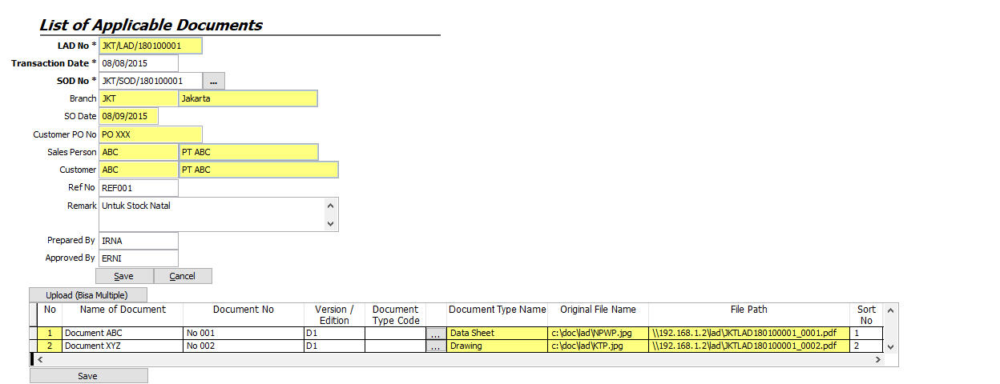 List of Applicable Documents
LAD No * JKT/LAD/180100001
Transaction Date * 08/08/2015
SOD No * JKT/SOD/180100001 ...
Branch JKT Jakarta
SO Date 08/09/2015
Customer PO No PO XXX
Sales Person ABC PT ABC
Customer ABC PT ABC
Ref No REF001
Remark Untuk Stock Natal
Prepared By IRNA
Approved By ERNI
Save Cancel
Upload (Bisa Multiple)
No Name of Document Document No Version / Document Document Type Name Original File Name File Path Sort
Edition Type Code No
1 Document ABC No 001 D1 ... Data Sheet c:\doc\lad\NPWP.jpg \\192.168.1.2\lad\JKTLAD180100001_0001.pdf 1
2 Document XYZ No 002 D1 ... Drawing c:\doc\lad\KTP.jpg \\192.168.1.2\lad\JKTLAD180100001_0002.pdf 2
Save